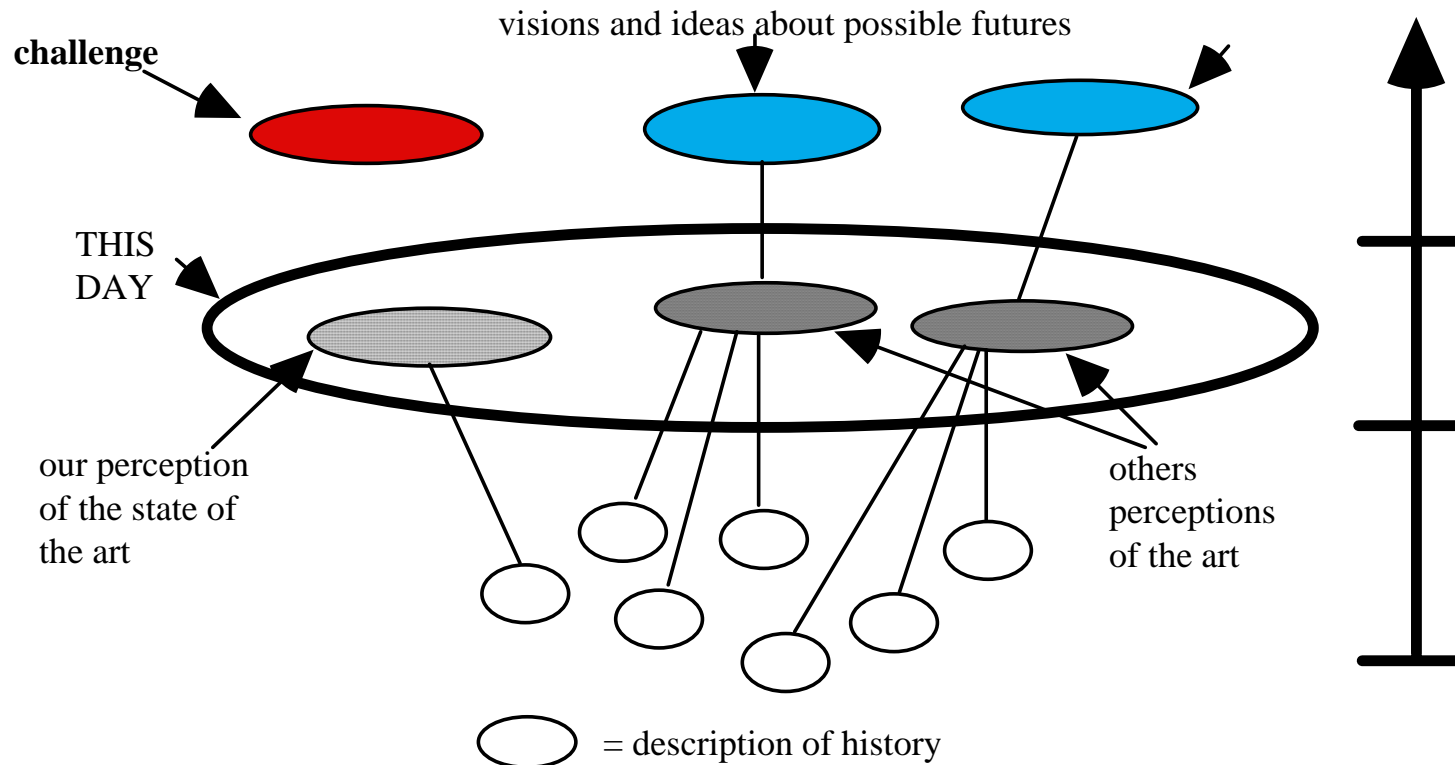 visions and ideas about possible futures
challenge
THIS
DAY
our perception
of the state of
the art
others
perceptions
of the art
= description of history